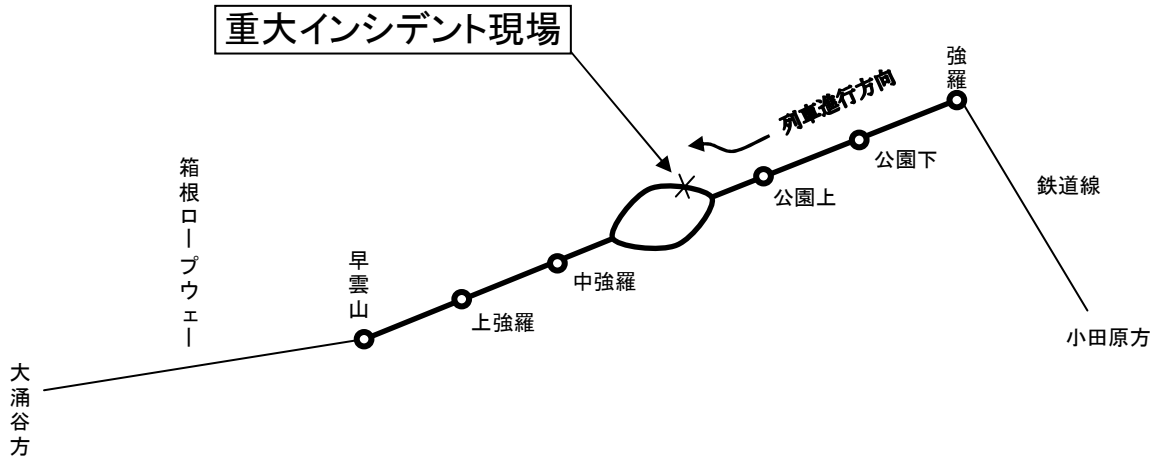 重大インシデント現場
強羅
列車進行方向
公園下
鉄道線
公園上
箱根ロープウェー
早雲山
中強羅
上強羅
小田原方
大涌谷方